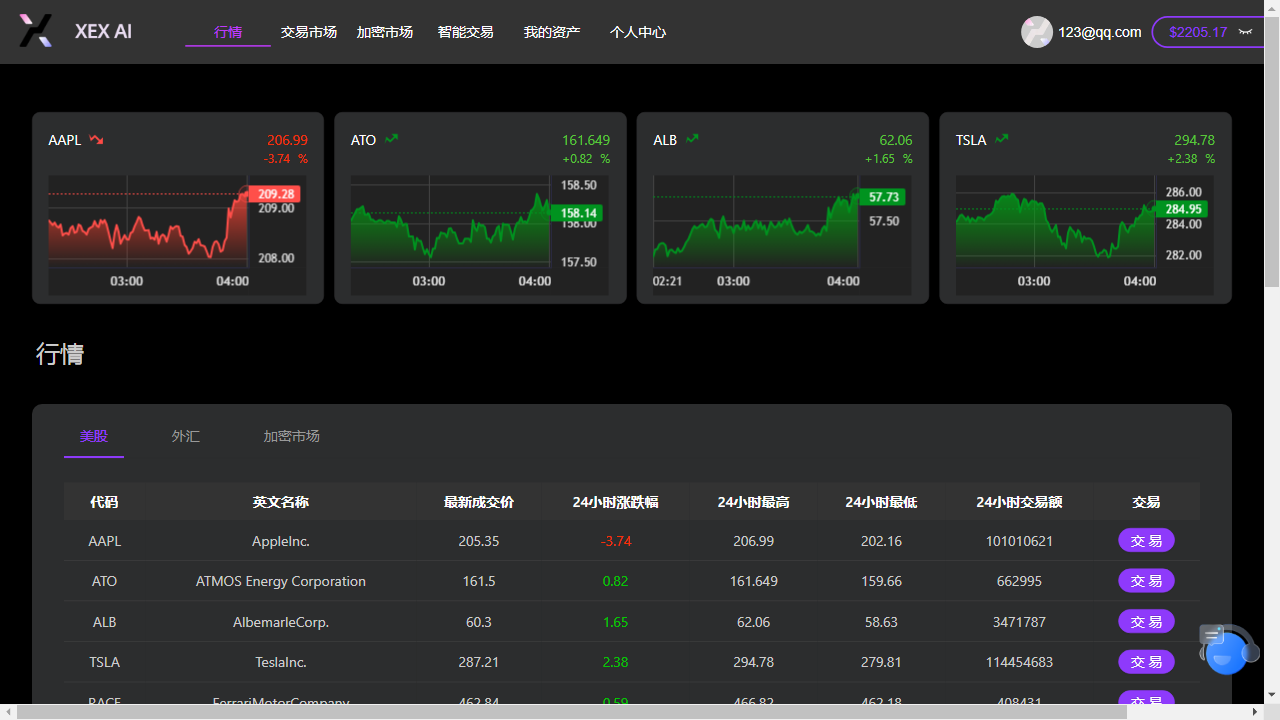 XEX AI 行情 交易市场 加密市场 智能交易 我的资产 个人中心 123@qq.com $2205.17
AAPL 206.99
-3.74 %
209.28
209.00
208.00
03:00 04:00
ATO 161.649
+0.82 %
158.50
158.14
158.00
157.50
03:00 04:00
ALB 62.06
+1.65 %
57.73
57.50
02:21 03:00 04:00
TSLA 294.78
+2.38 %
286.00
284.95
284.00
282.00
03:00 04:00
行情
美股 外汇 加密市场
代码 英文名称 最新成交价 24小时涨跌幅 24小时最高 24小时最低 24小时交易额 交易
AAPL AppleInc. 205.35 -3.74 206.99 202.16 101010621 交 易
ATO ATMOS Energy Corporation 161.5 0.82 161.649 159.66 662995 交 易
ALB AlbemarleCorp. 60.3 1.65 62.06 58.63 3471787 交 易
TSLA TeslaInc. 287.21 2.38 294.78 279.81 114454683 交 易
RACE FerrariMotorCompany 462.84 0.59 466.82 462.18 408431 交 易